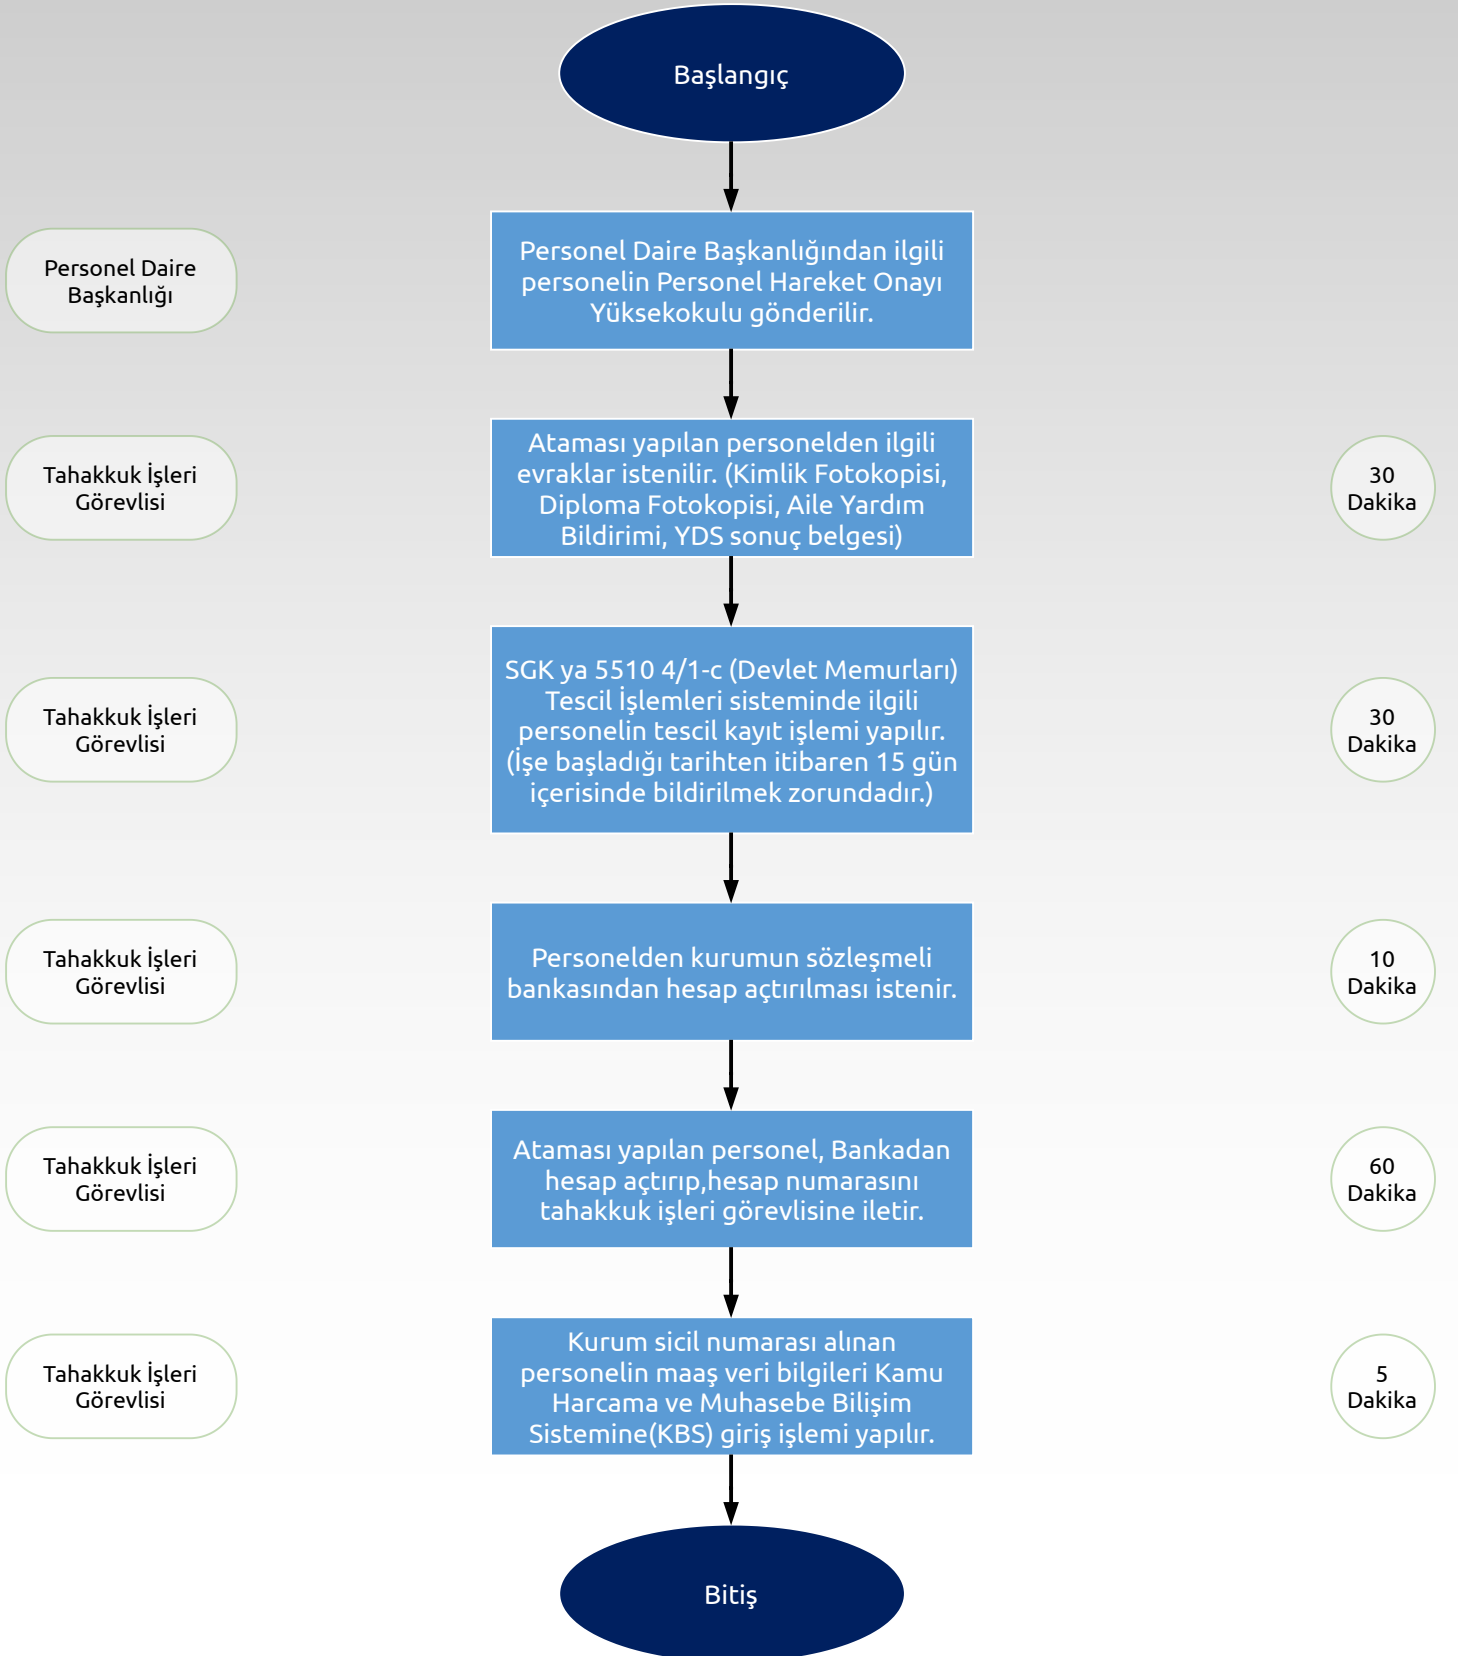 Başlangıç
Personel Daire
Başkanlığı
Personel Daire Başkanlığından ilgili
personelin Personel Hareket Onayı
Yüksekokulu gönderilir.
Tahakkuk İşleri
Görevlisi
Ataması yapılan personelden ilgili
evraklar istenilir. (Kimlik Fotokopisi,
Diploma Fotokopisi, Aile Yardım
Bildirimi, YDS sonuç belgesi)
30
Dakika
Tahakkuk İşleri
Görevlisi
SGK ya 5510 4/1-c (Devlet Memurları)
Tescil İşlemleri sisteminde ilgili
personelin tescil kayıt işlemi yapılır.
(İşe başladığı tarihten itibaren 15 gün
içerisinde bildirilmek zorundadır.)
30
Dakika
Tahakkuk İşleri
Görevlisi
Personelden kurumun sözleşmeli
bankasından hesap açtırılması istenir.
10
Dakika
Tahakkuk İşleri
Görevlisi
Ataması yapılan personel, Bankadan
hesap açtırıp,hesap numarasını
tahakkuk işleri görevlisine iletir.
60
Dakika
Tahakkuk İşleri
Görevlisi
Kurum sicil numarası alınan
personelin maaş veri bilgileri Kamu
Harcama ve Muhasebe Bilişim
Sistemine(KBS) giriş işlemi yapılır.
5
Dakika
Bitiş